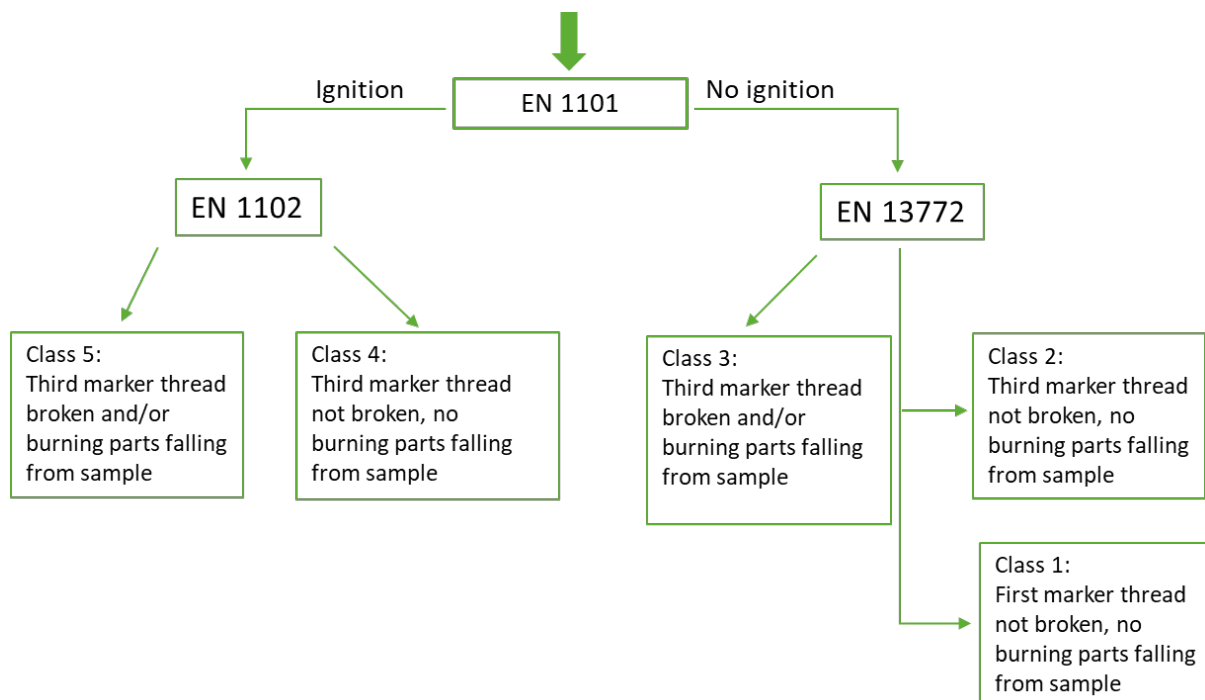 Ignition
EN 1101
No ignition
EN 1102
EN 13772
Class 5:
Third marker thread
broken and/or
burning parts falling
from sample
Class 4:
Third marker thread
not broken, no
burning parts falling
from sample
Class 3:
Third marker thread
broken and/or
burning parts falling
from sample
Class 2:
Third marker thread
not broken, no
burning parts falling
from sample
Class 1:
First marker thread
not broken, no
burning parts falling
from sample